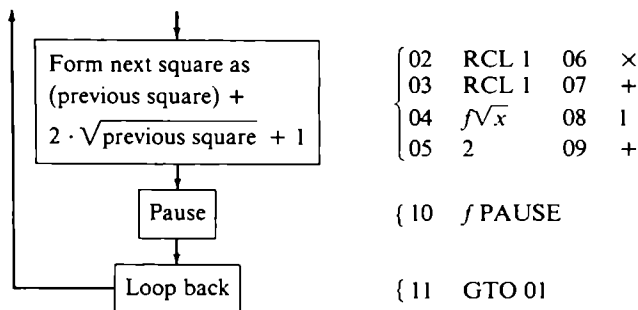 Form next square as
(previous square) +
2 · √previous square + 1
02 RCL 1 06 ×
03 RCL 1 07 +
04 f√x 08 1
05 2 09 +
Pause
10 f PAUSE
Loop back
11 GTO 01